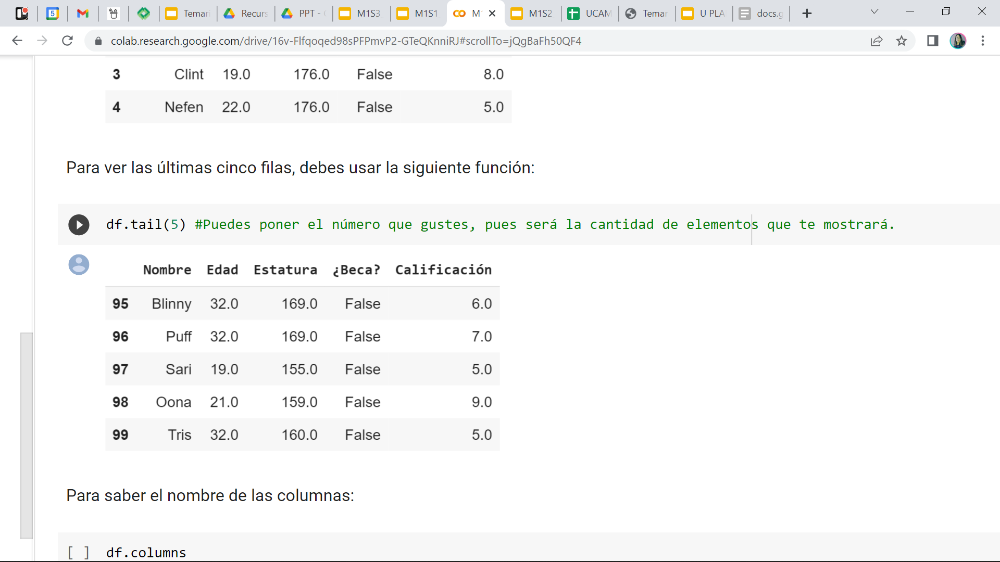 5 Temari Recurs PPT - M1S3_ M1S1_ M1 M1S2_ UCAM Temar U PLA docs.g
colab.research.google.com/drive/16v-Flfqoqed98sPFPmvP2-GTeQKnniRJ#scrollTo=jQgBaFh50QF4
3 Clint 19.0 176.0 False 8.0
4 Nefen 22.0 176.0 False 5.0
Para ver las últimas cinco filas, debes usar la siguiente función:
df.tail(5) #Puedes poner el número que gustes, pues será la cantidad de elementos que te mostrará.
Nombre Edad Estatura ¿Beca? Calificación
95 Blinny 32.0 169.0 False 6.0
96 Puff 32.0 169.0 False 7.0
97 Sari 19.0 155.0 False 5.0
98 Oona 21.0 159.0 False 9.0
99 Tris 32.0 160.0 False 5.0
Para saber el nombre de las columnas:
[ ] df.columns